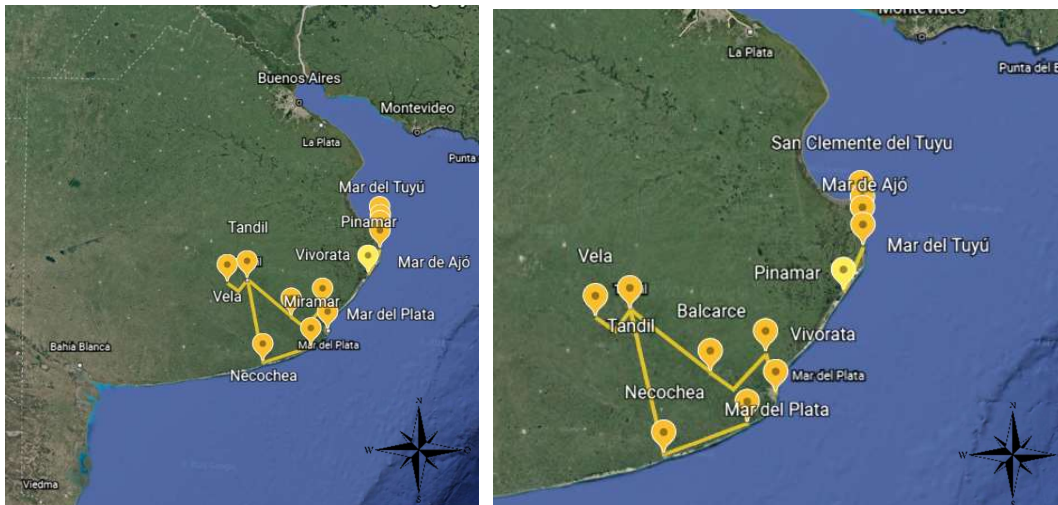 Buenos Aires
Montevideo
La Plata
Punta
Mar del Tuyú
Pinamar
Tandil
Vivorata
Mar de Ajó
Vela
Miramar
Mar del Plata
Mar del Plata
Bahía Blanca
Necochea
Viedma
N
W
S
Montevideo
La Plata
Punta del E
San Clemente del Tuyu
Mar de Ajó
Mar del Tuyú
Vela
Pinamar
Balcarce
Tandil
Vivorata
Necochea
Mar del Plata
Mar del Plata
N
W
S